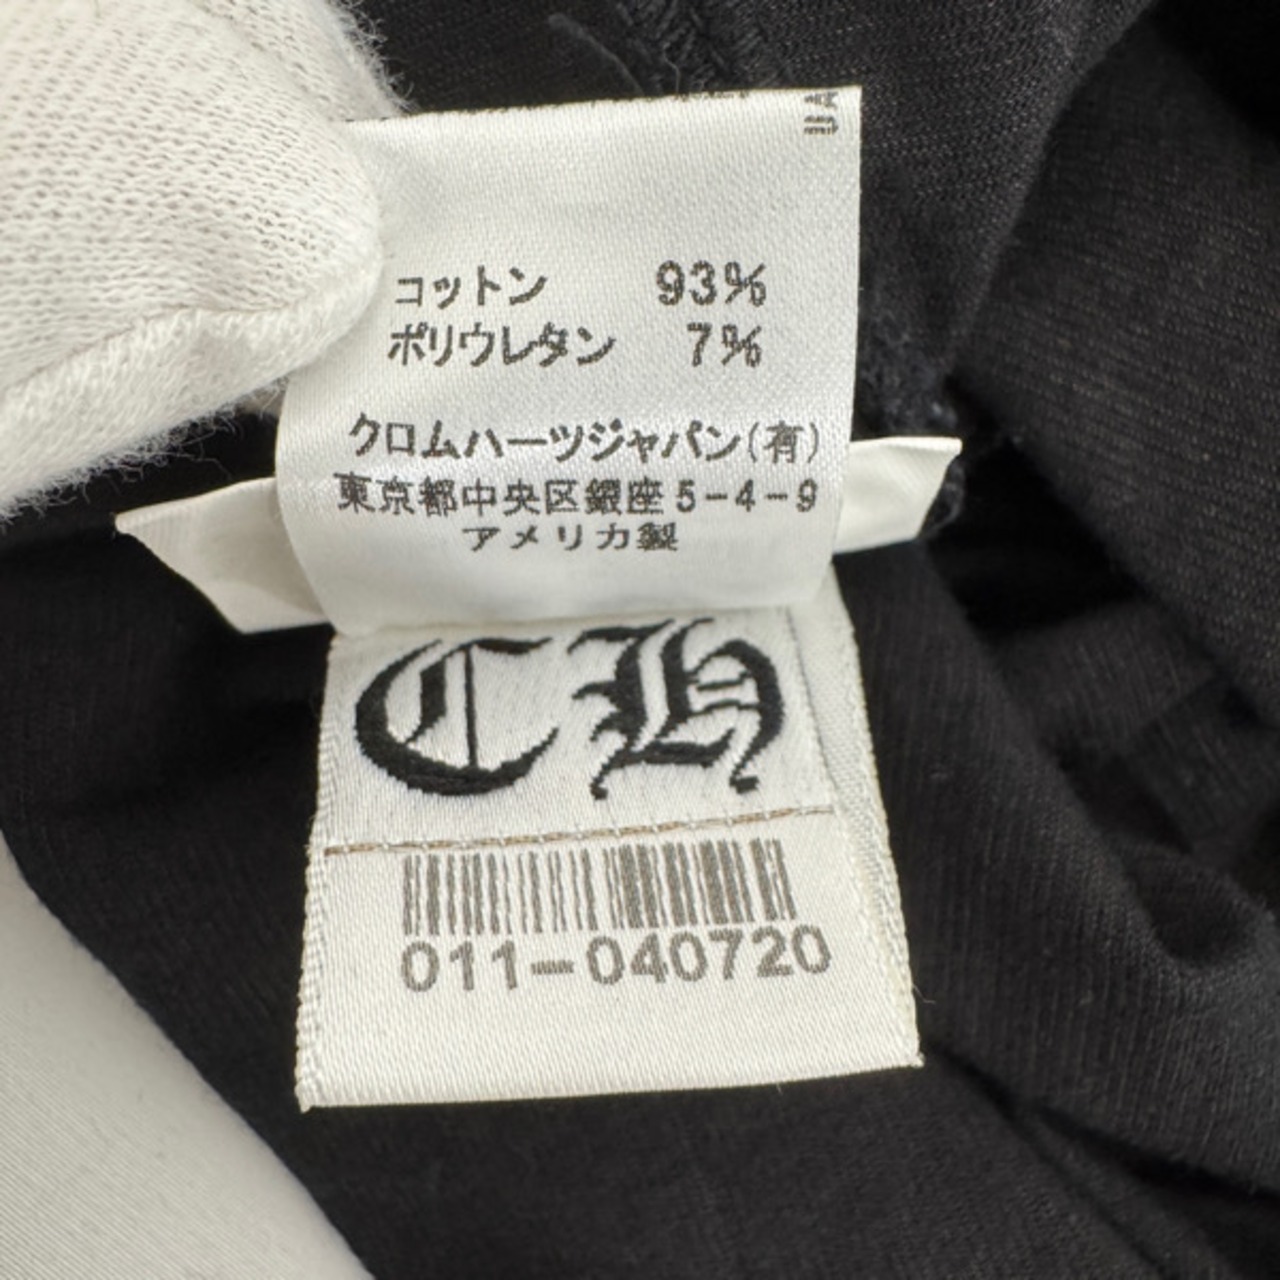 コットン 93%
ポリウレタン 7%
クロムハーツジャパン(有)
東京都中央区銀座5-4-9
アメリカ製
CH
011-040720